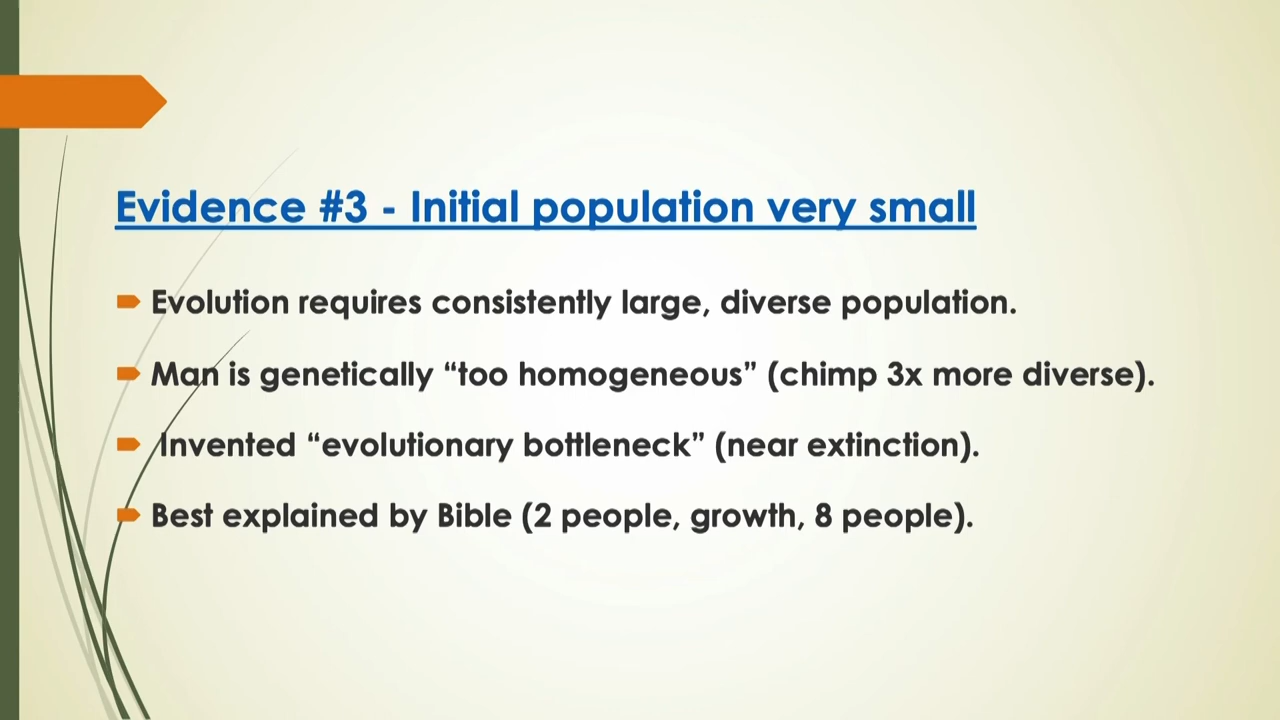 Evidence #3 - Initial population very small
Evolution requires consistently large, diverse population.
Man is genetically “too homogeneous” (chimp 3x more diverse).
Invented “evolutionary bottleneck” (near extinction).
Best explained by Bible (2 people, growth, 8 people).